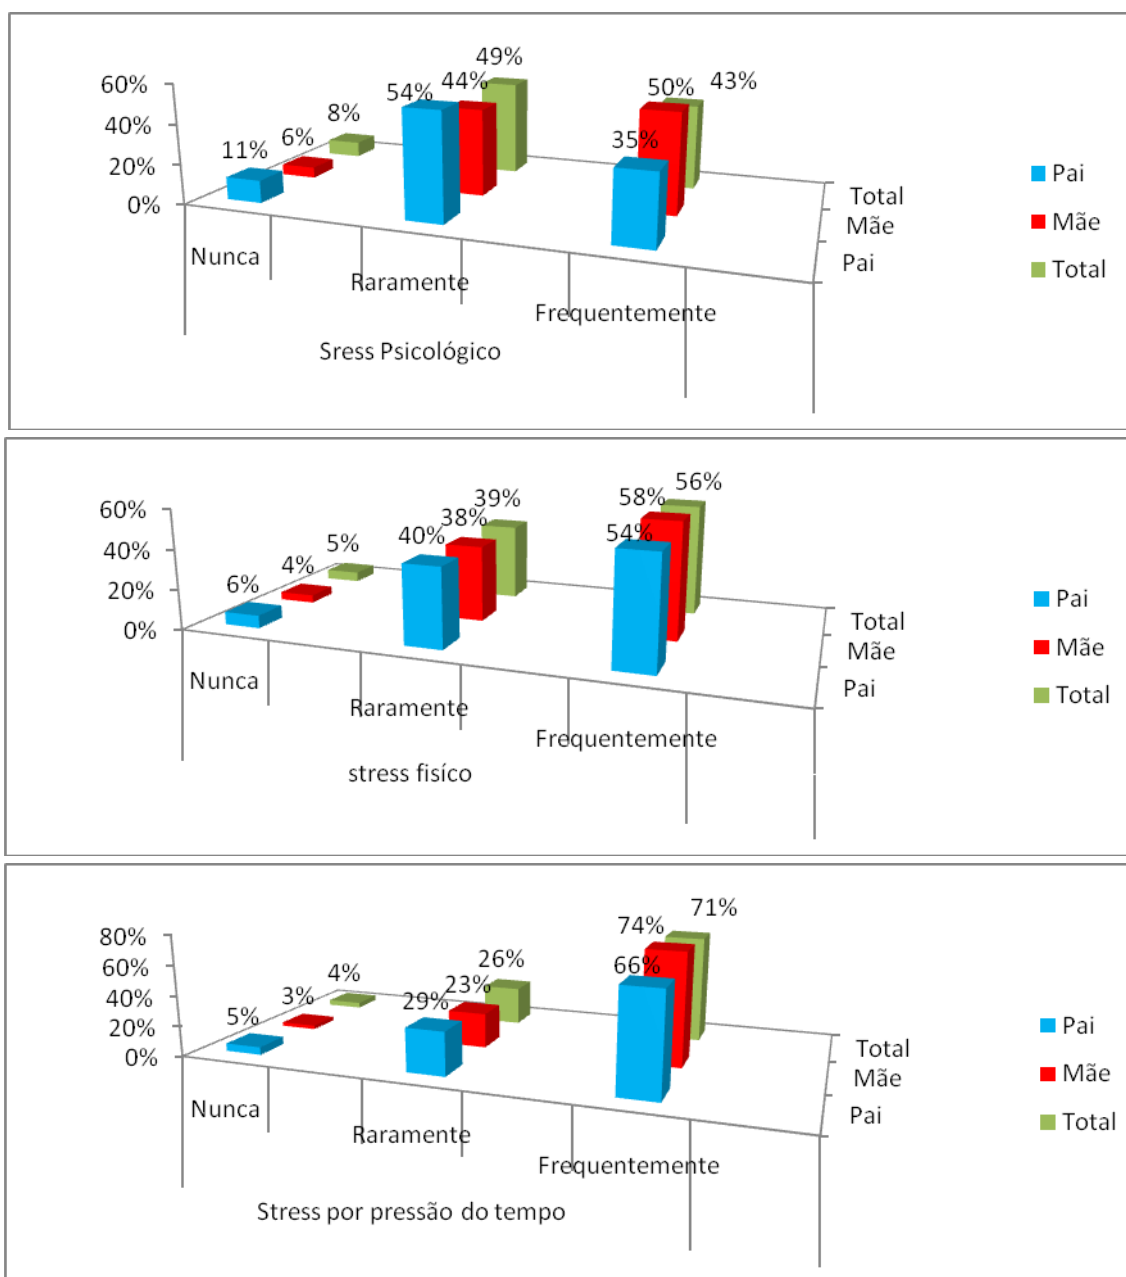 49%
60% 54% 44% 50% 43%
40% 11% 6% 8% 35%
20%
0%
Total
Mãe
Pai
Pai
Mãe
Total
Nunca
Raramente
Frequentemente
Sress Psicológico
60% 39% 58% 56%
40% 40% 38% 54%
20% 6% 4% 5%
0%
Total
Mãe
Pai
Pai
Mãe
Total
Nunca
Raramente
Frequentemente
stress fisíco
80% 74% 71%
60% 66%
40% 4% 29% 23% 26%
20% 5% 3%
0%
Total
Mãe
Pai
Pai
Mãe
Total
Nunca
Raramente
Frequentemente
Stress por pressão do tempo